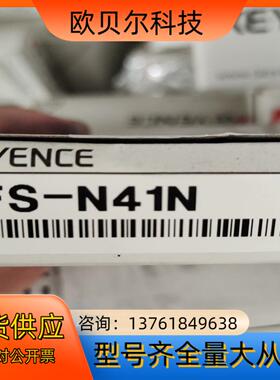 欧贝尔科技
YENCE
FS-N41N
货供应
咨询：13761849638
对公开票
型号齐全量大从